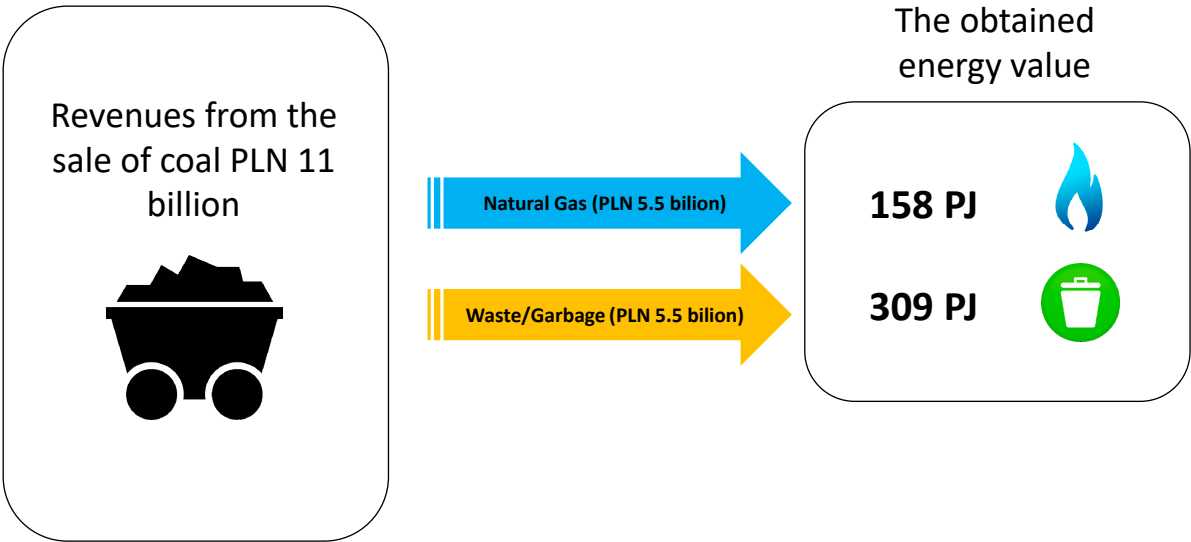 Revenues from the
sale of coal PLN 11
billion
Natural Gas (PLN 5.5 bilion)
Waste/Garbage (PLN 5.5 bilion)
The obtained
energy value
158 PJ
309 PJ